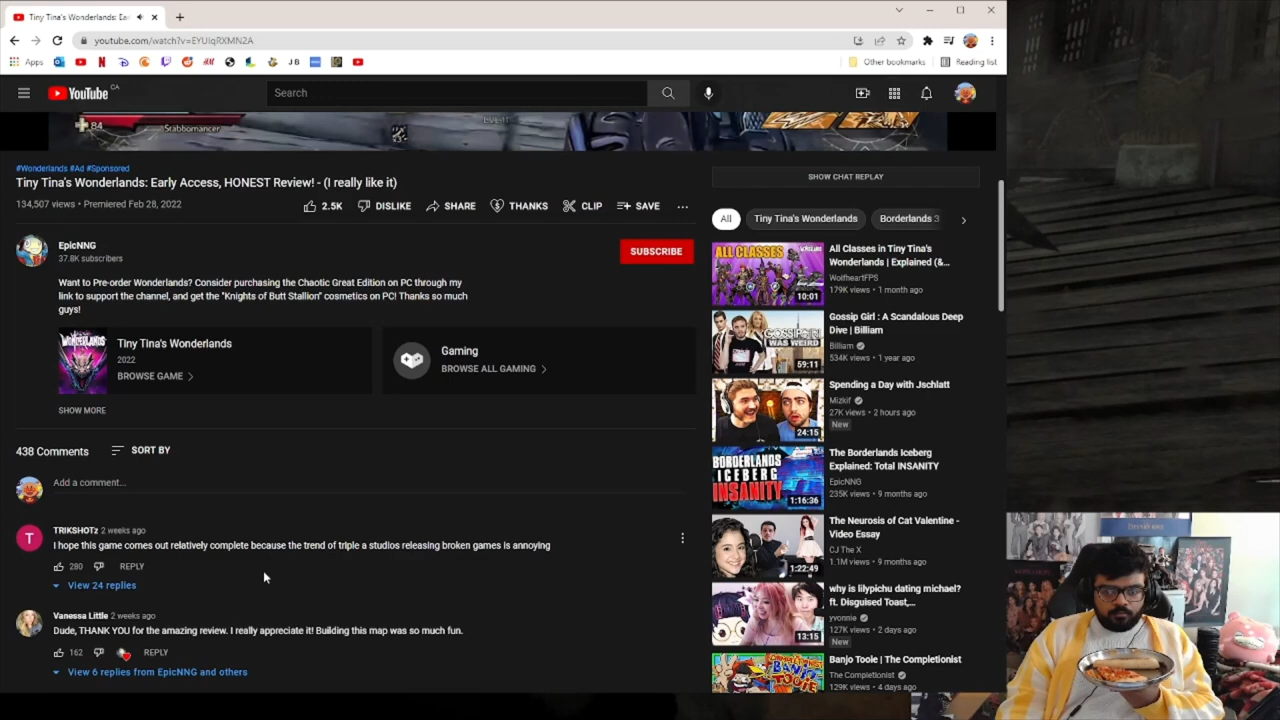 Tiny Tina's Wonderlands: Ea
youtube.com/watch?v=EYUIqRXMN2A
Apps
J B
Other bookmarks
Reading list
YouTube CA
Search
84
Stabbomancer
#Wonderlands #Ad #Sponsored
Tiny Tina's Wonderlands: Early Access, HONEST Review! - (I really like it)
134,507 views • Premiered Feb 28, 2022
2.5K
DISLIKE
SHARE
THANKS
CLIP
SAVE
EpicNNG
37.8K subscribers
SUBSCRIBE
Want to Pre-order Wonderlands? Consider purchasing the Chaotic Great Edition on PC through my
link to support the channel, and get the "Knights of Butt Stallion" cosmetics on PC! Thanks so much
guys!
WONDERLANDS
Tiny Tina's Wonderlands
2022
BROWSE GAME
Gaming
BROWSE ALL GAMING
SHOW MORE
438 Comments
SORT BY
Add a comment...
T
TRIKSHOTz 2 weeks ago
I hope this game comes out relatively complete because the trend of triple a studios releasing broken games is annoying
280
REPLY
View 24 replies
Vanessa Little 2 weeks ago
Dude, THANK YOU for the amazing review. I really appreciate it! Building this map was so much fun.
162
REPLY
View 6 replies from EpicNNG and others
SHOW CHAT REPLAY
All
Tiny Tina's Wonderlands
Borderlands 3
ALL CLASSES
10:01
All Classes in Tiny Tina's
Wonderlands | Explained (&...
WolfheartFPS
179K views • 1 month ago
GOSSIP GIRL
WAS WEIRD
59:11
Gossip Girl : A Scandalous Deep
Dive | Billiam
Billiam
534K views • 1 year ago
24:15
Spending a Day with Jschlatt
Mizkif
27K views • 2 hours ago
New
BORDERLANDS
ICEBERG
INSANITY
1:16:36
The Borderlands Iceberg
Explained: Total INSANITY
EpicNNG
235K views • 9 months ago
1:22:49
The Neurosis of Cat Valentine -
Video Essay
CJ The X
1.1M views • 9 months ago
13:15
why is lilypichu dating michael?
ft. Disguised Toast,...
yvonnie
127K views • 2 days ago
New
Banjo Tooie | The Completionist
The Completionist
129K views • 4 days ago